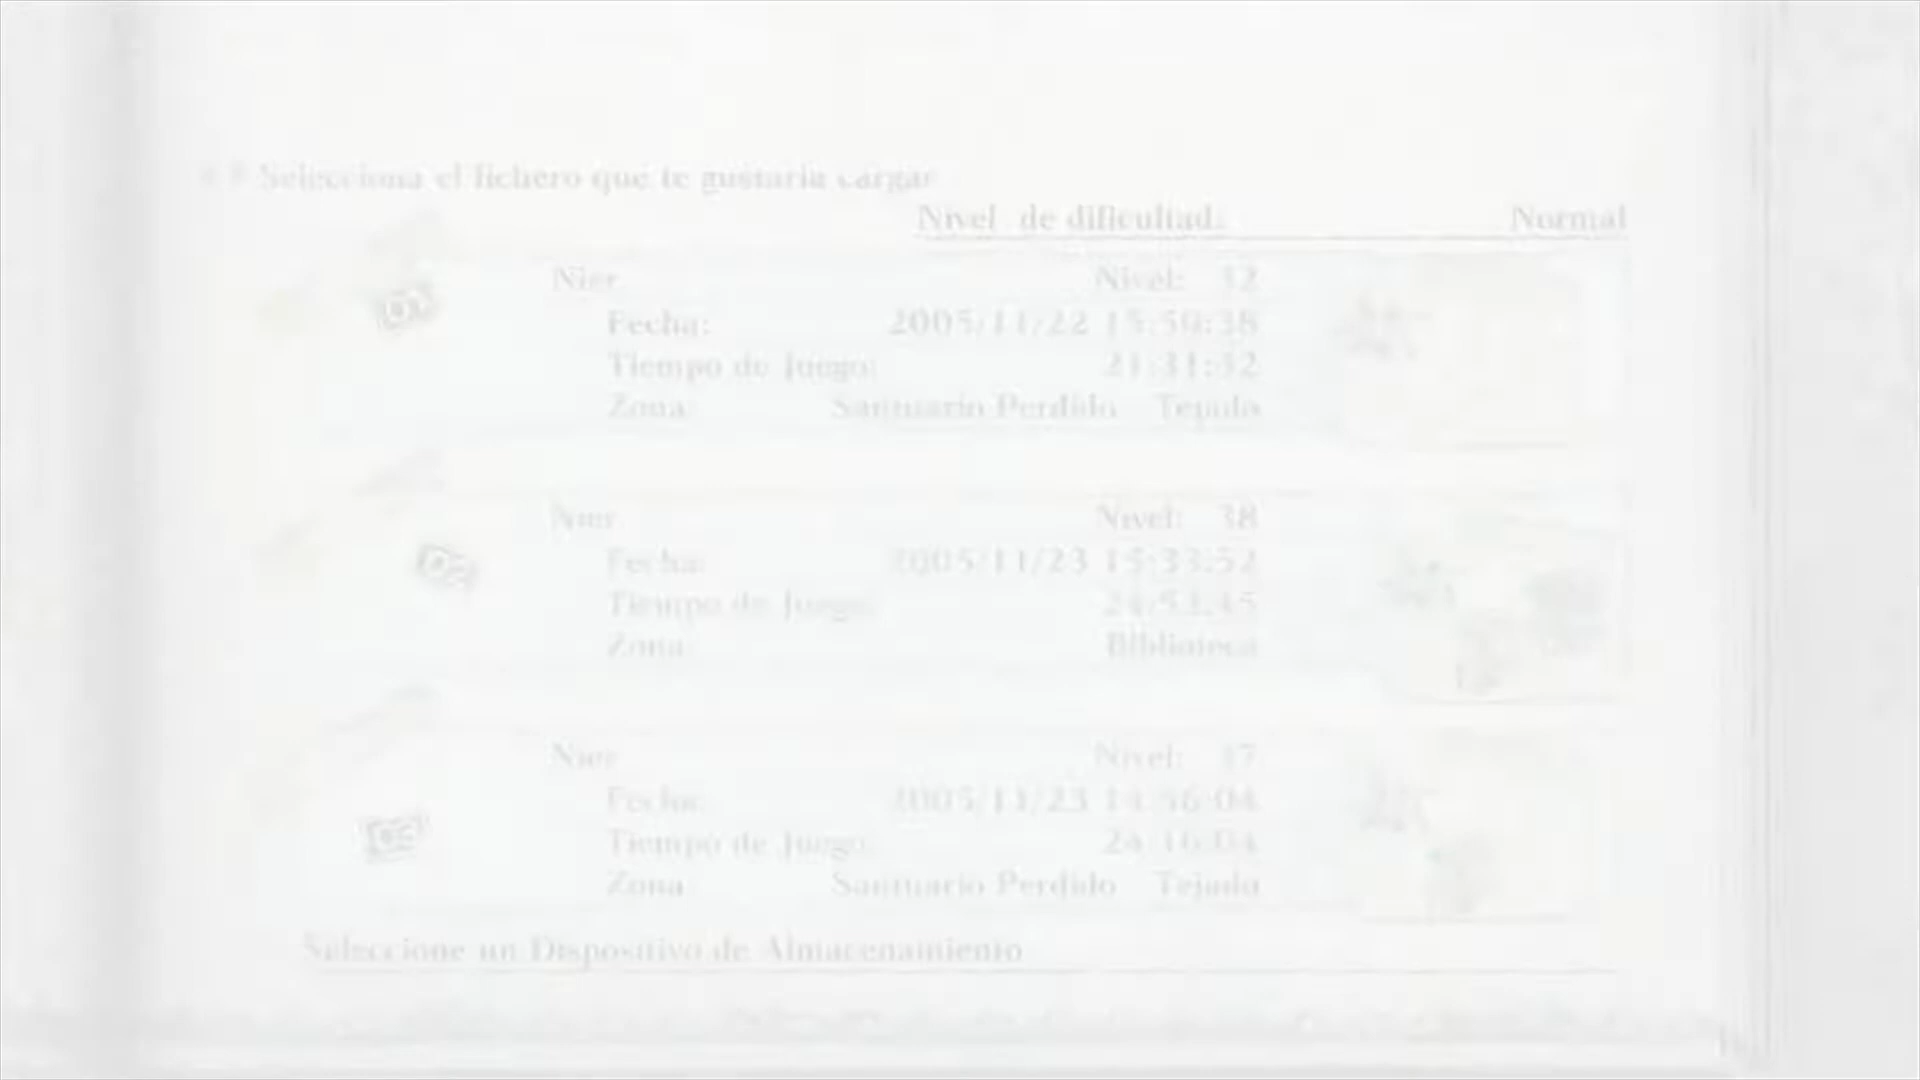 Selecciona el fichero que te gustaría cargar
Nivel de dificultad: Normal
01
Nier Nivel: 32
Fecha: 2005/11/22 15:50:38
Tiempo de Juego: 21:31:32
Zona: Santuario Perdido Tejado
02
Nier Nivel: 38
Fecha: 2005/11/23 15:33:52
Tiempo de Juego: 24:53:45
Zona: Biblioteca
03
Nier Nivel: 37
Fecha: 2005/11/23 14:56:04
Tiempo de Juego: 24:16:04
Zona: Santuario Perdido Tejado
Seleccione un Dispositivo de Almacenamiento